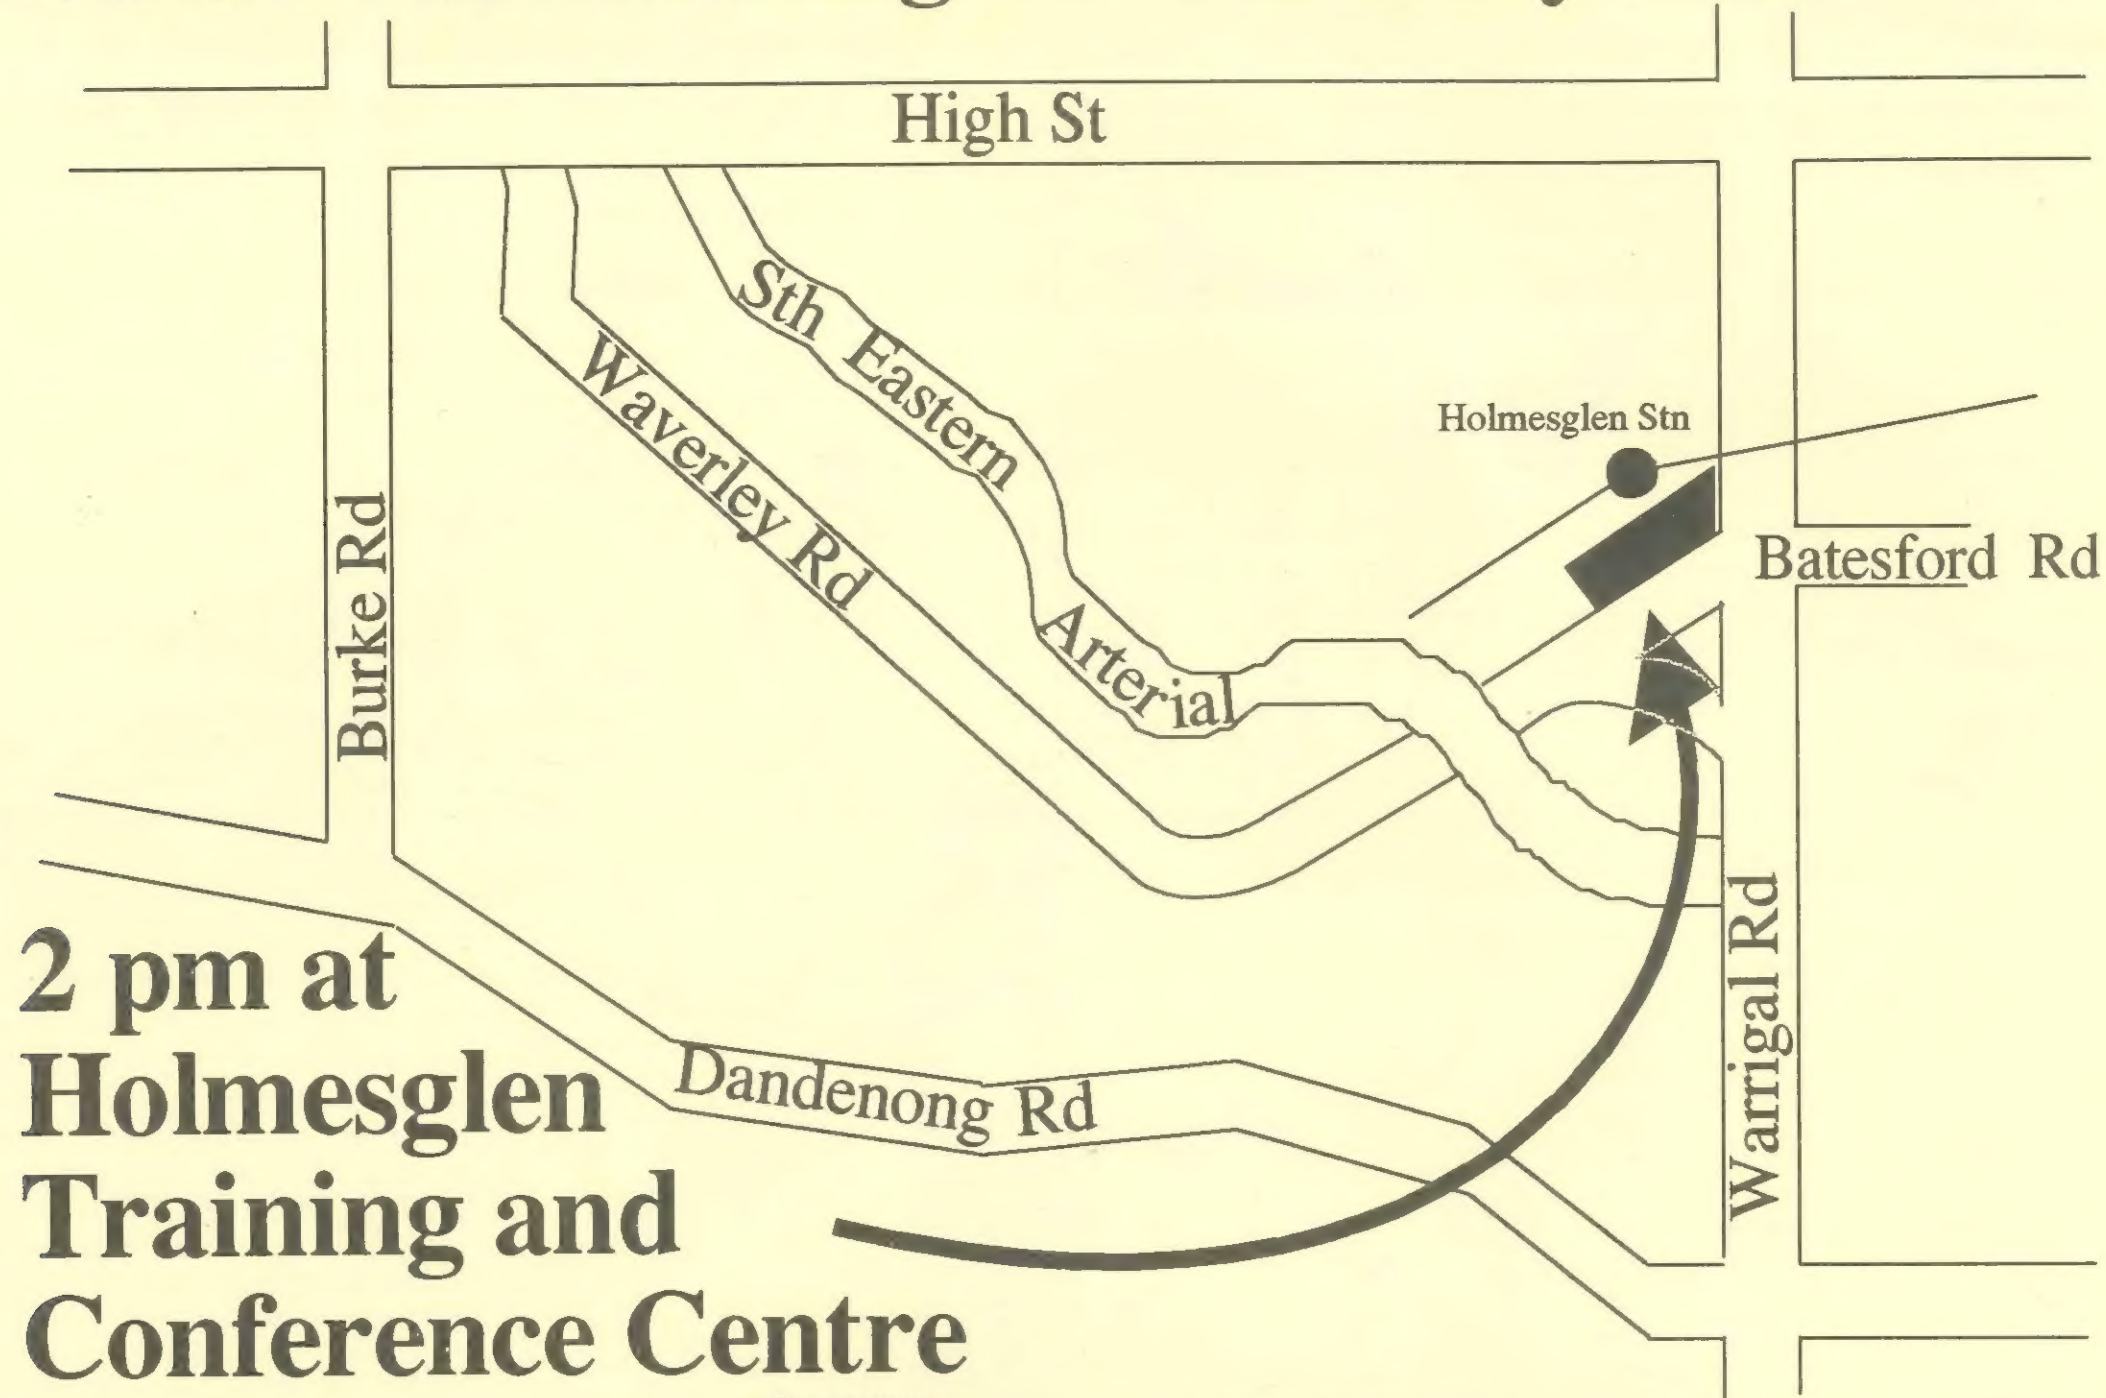 High St
Sth Eastern Arterial
Waverley Rd
Holmesglen Stn
Burke Rd
Batesford Rd
Warrigal Rd
Dandenong Rd
2 pm at
Holmesglen
Training and
Conference Centre